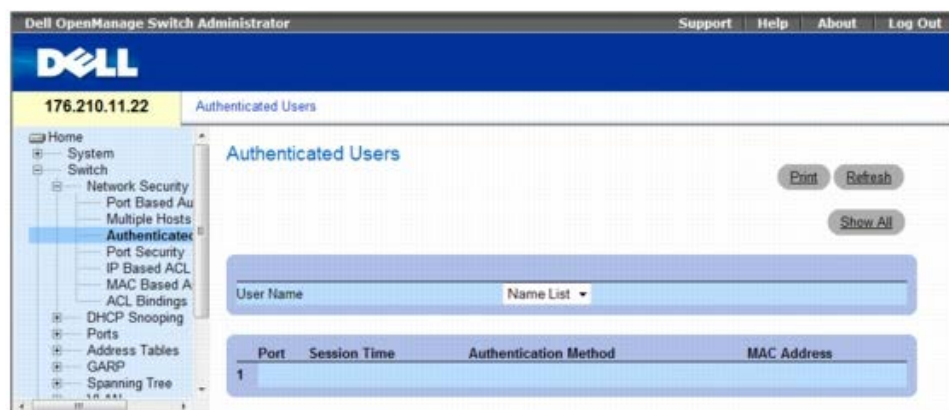 Dell OpenManage Switch Administrator Support Help About Log Out
DELL
176.210.11.22 Authenticated Users
Home
System
Switch
Network Security
Port Based Au
Multiple Hosts
Authenticated
Port Security
IP Based ACL
MAC Based A
ACL Bindings
DHCP Snooping
Ports
Address Tables
GARP
Spanning Tree
Authenticated Users
Print Refresh
Show All
User Name Name List
Port Session Time Authentication Method MAC Address
1